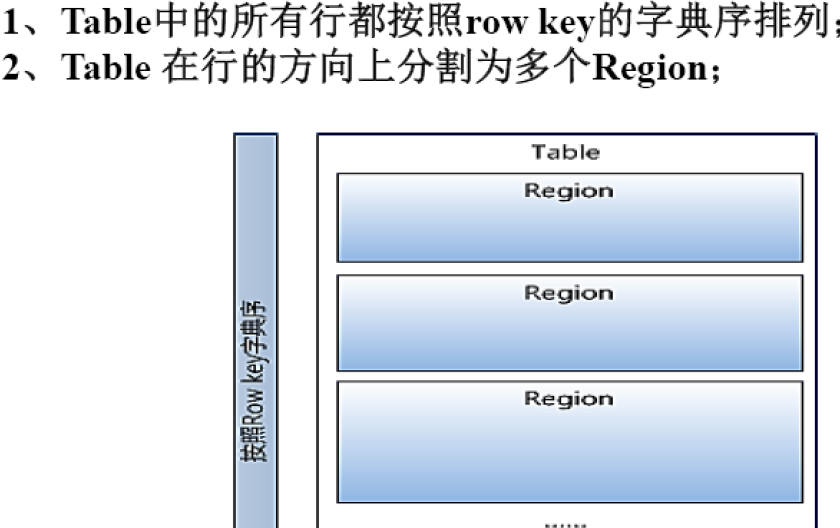 1、Table中的所有行都按照row key的字典序排列;
2、Table 在行的方向上分割为多个Region;
Table
Region
Region
按照Row key字典序
Region
......